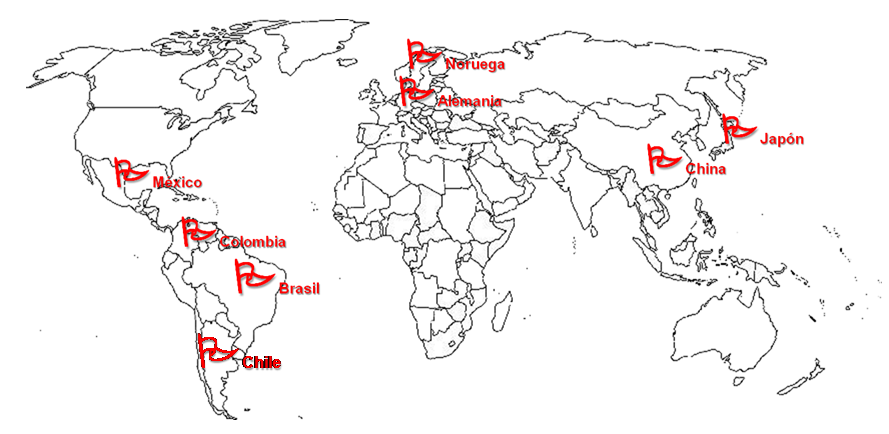 Noruega
Alemania
Japón
China
México
Colombia
Brasil
Chile